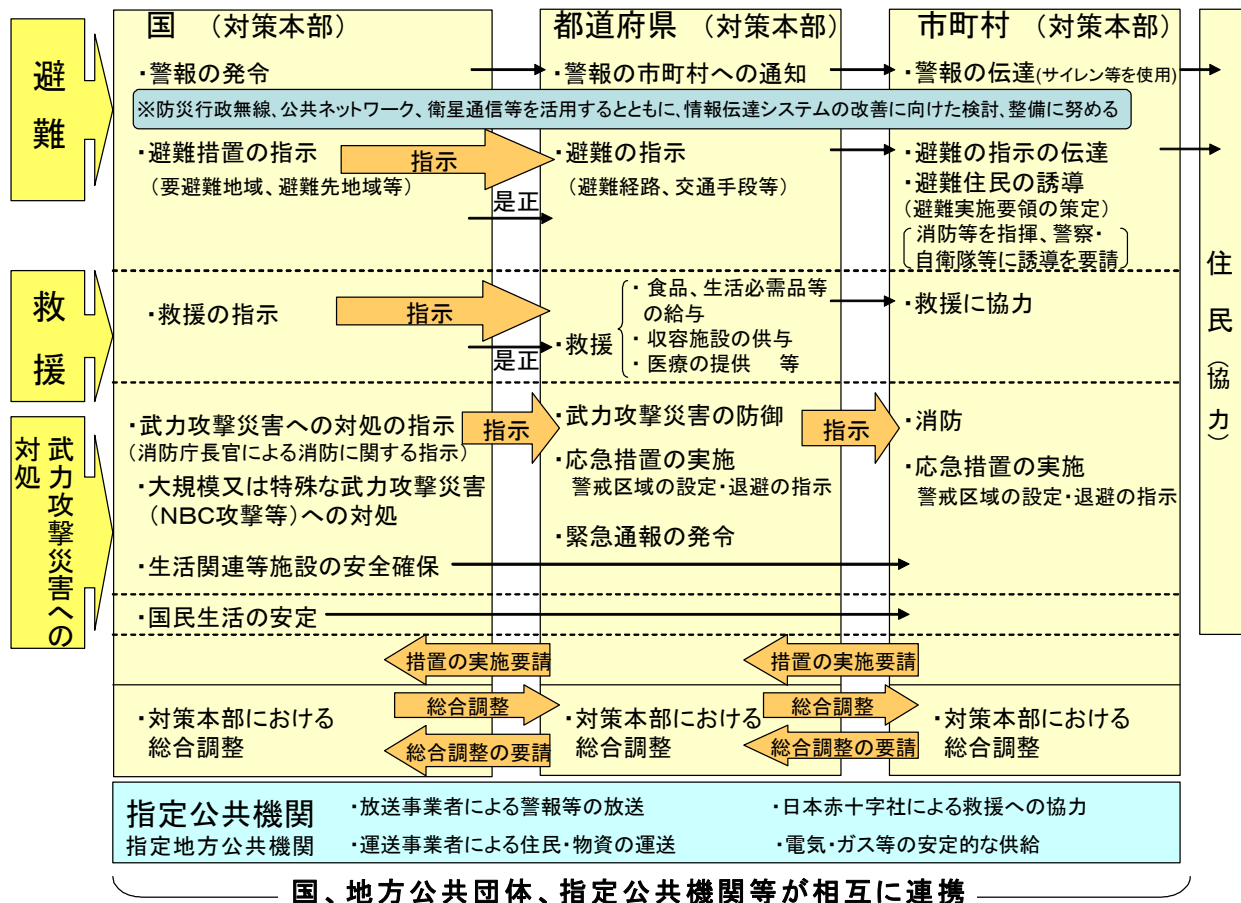 国 (対策本部)
都道府県 (対策本部)
市町村 (対策本部)
避難
・警報の発令
・警報の市町村への通知
・警報の伝達(サイレン等を使用)
※防災行政無線、公共ネットワーク、衛星通信等を活用するとともに、情報伝達システムの改善に向けた検討、整備に努める
・避難措置の指示
(要避難地域、避難先地域等)
指示
是正
・避難の指示
(避難経路、交通手段等)
・避難の指示の伝達
・避難住民の誘導
(避難実施要領の策定)
消防等を指揮、警察・
自衛隊等に誘導を要請
住民(協力)
救援
・救援の指示
指示
是正
・救援
・食品、生活必需品等
の給与
・収容施設の供与
・医療の提供 等
・救援に協力
武力攻撃災害への
対処
・武力攻撃災害への対処の指示
(消防庁長官による消防に関する指示)
・大規模又は特殊な武力攻撃災害
(NBC攻撃等)への対処
・生活関連等施設の安全確保
指示
・武力攻撃災害の防御
・応急措置の実施
警戒区域の設定・退避の指示
・緊急通報の発令
指示
・消防
・応急措置の実施
警戒区域の設定・退避の指示
・国民生活の安定
措置の実施要請
措置の実施要請
・対策本部における
総合調整
総合調整
総合調整の要請
・対策本部における
総合調整
総合調整
総合調整の要請
・対策本部における
総合調整
指定公共機関
指定地方公共機関
・放送事業者による警報等の放送
・日本赤十字社による救援への協力
・運送事業者による住民・物資の運送
・電気・ガス等の安定的な供給
国、地方公共団体、指定公共機関等が相互に連携